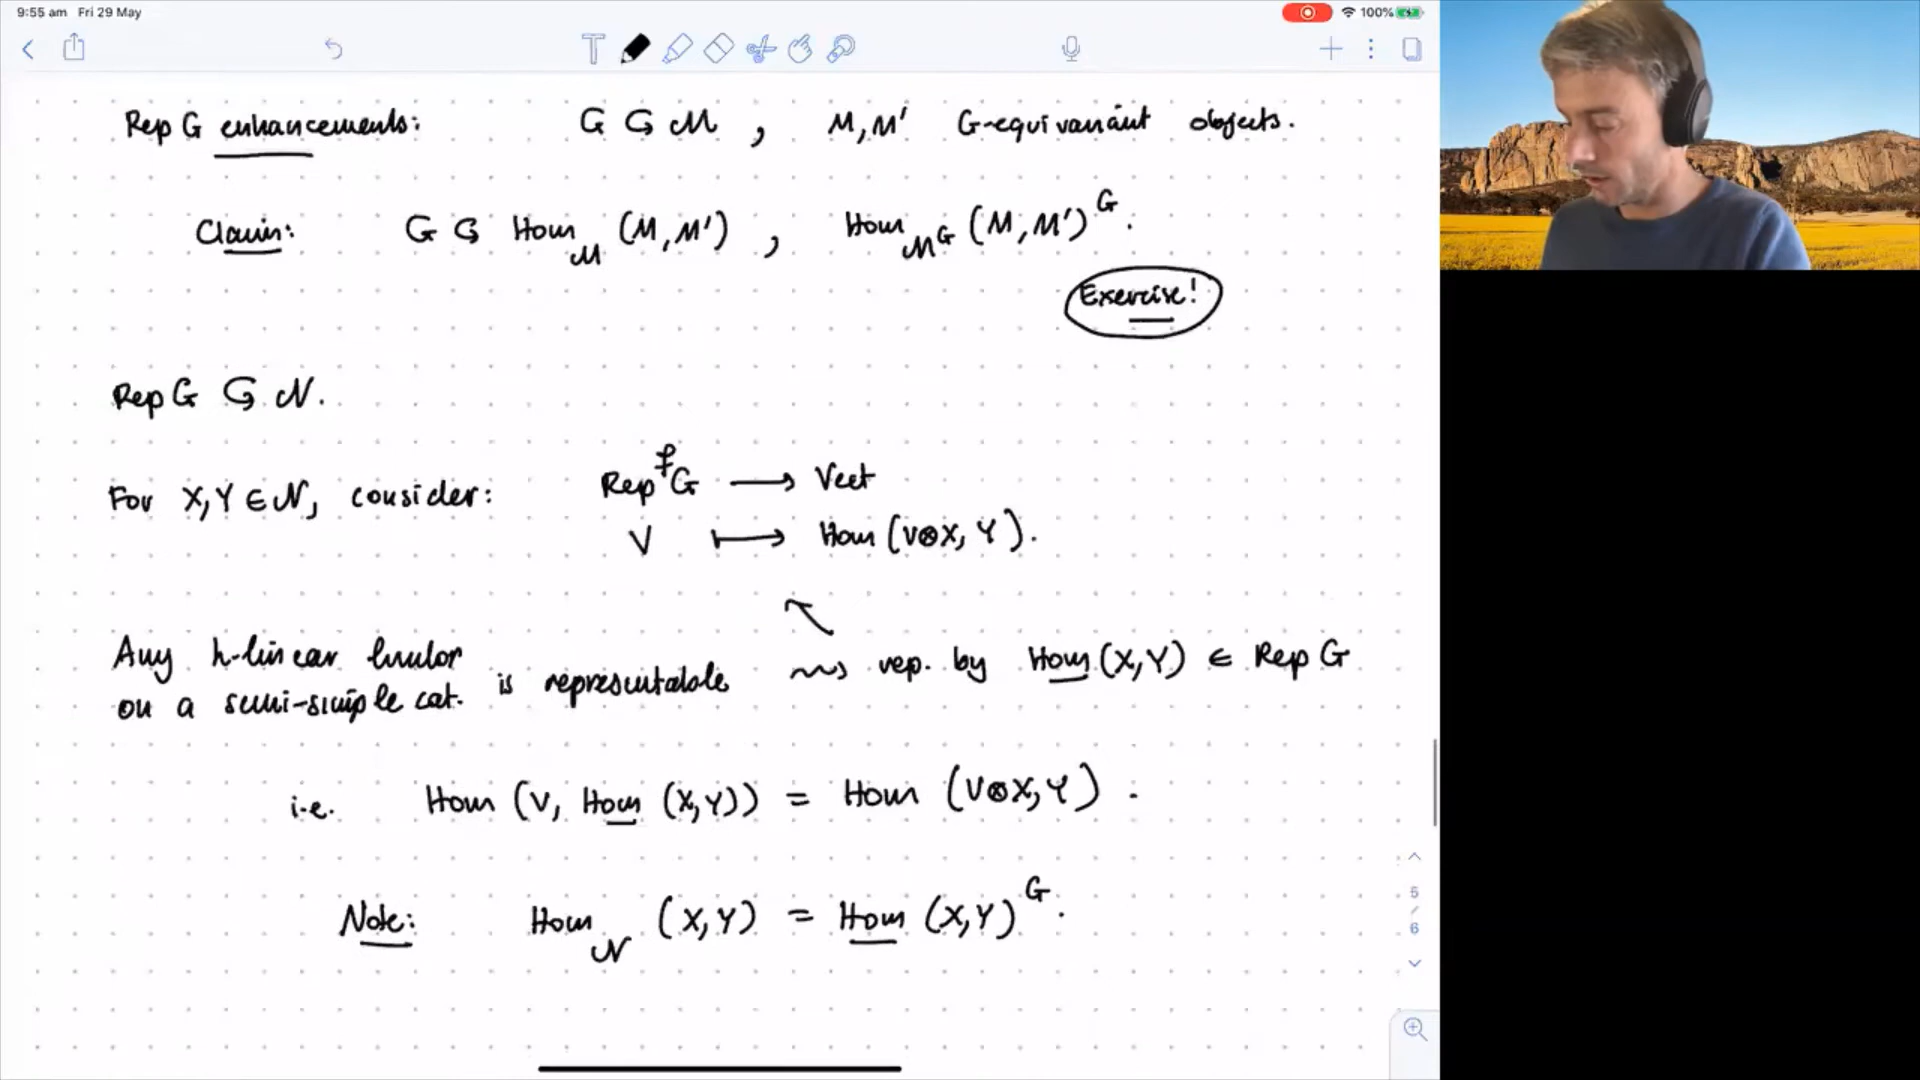 9:55 am Fri 29 May
100%
Rep G enhancements: G ↺ M, M, M' G-equivariant objects.
Claim: G ↺ Hom_M (M, M'), Hom_{M^G} (M, M')^G.
Exercise!
Rep G ↺ N.
For X, Y ∈ N, consider: Rep^f G ⟶ Vect
V ⟼ Hom (V⊗X, Y).
Any k-linear functor
on a semi-simple cat. is representable ⇝ rep. by Hom (X, Y) ∈ Rep G
i.e. Hom (V, Hom (X, Y)) = Hom (V⊗X, Y).
Note: Hom_N (X, Y) = Hom (X, Y)^G.
5
/
6